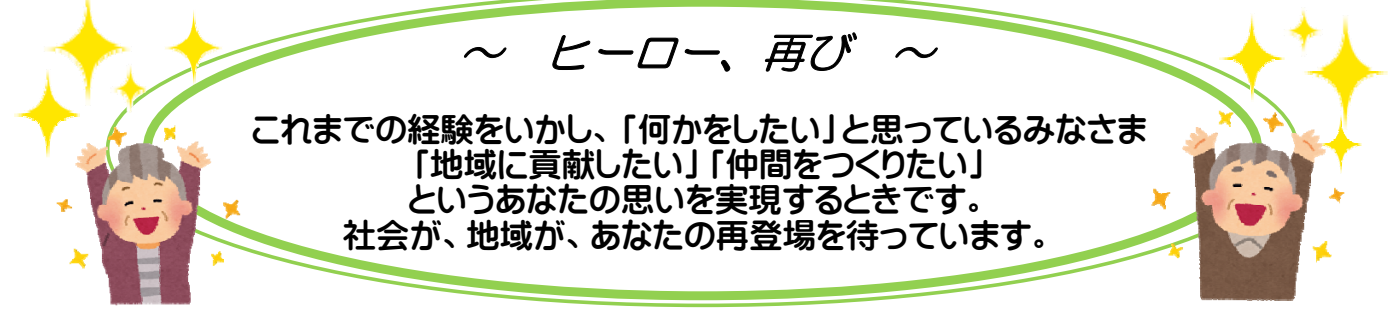 ～　ヒーロー、再び　～
これまでの経験をいかし、「何かをしたい」と思っているみなさま
「地域に貢献したい」「仲間をつくりたい」
というあなたの思いを実現するときです。
社会が、地域が、あなたの再登場を待っています。